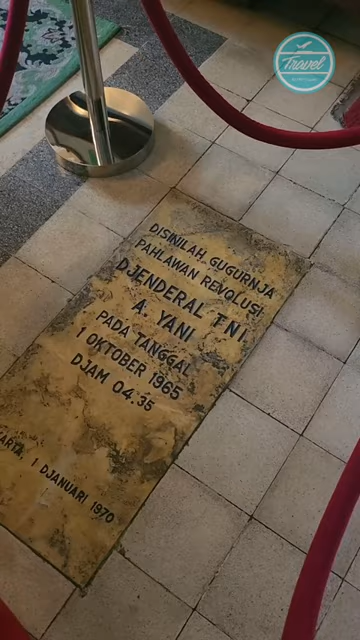 Travel
DISINILAH GUGURNJA
PAHLAWAN REVOLUSI
DJENDERAL TNI
A. YANI
PADA TANGGAL
1 OKTOBER 1965
DJAM 04.35
1 DJANUARI 1970